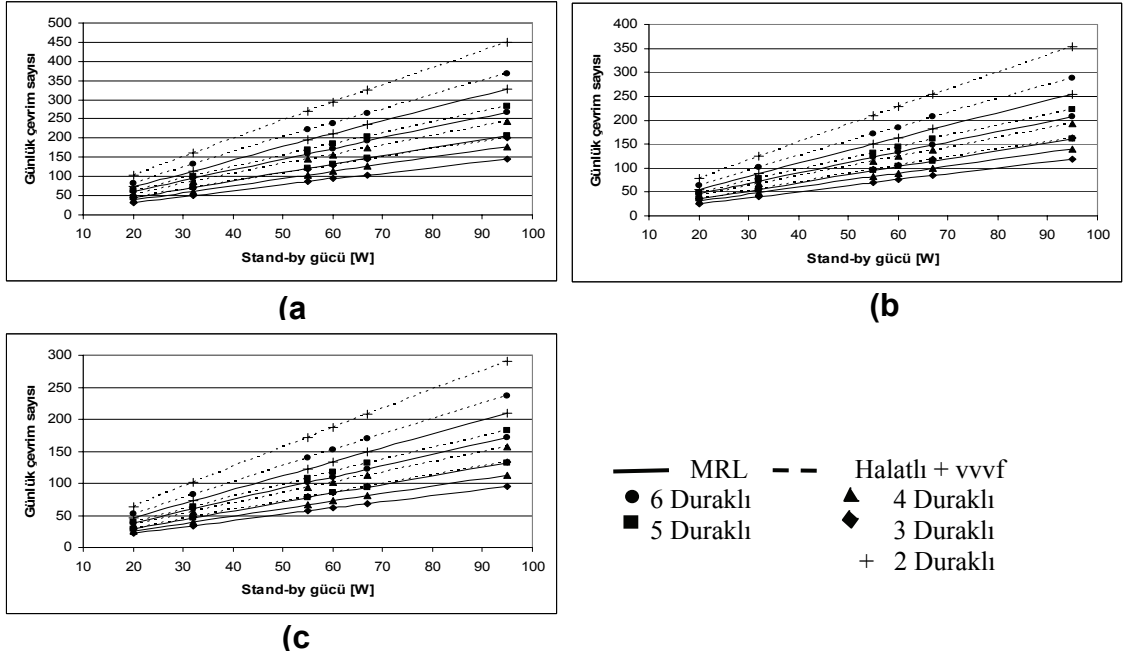 500
450
400
350
300
250
200
150
100
50
0
Günlük çevrim sayısı
10 20 30 40 50 60 70 80 90 100
Stand-by gücü [W]
(a
400
350
300
250
200
150
100
50
0
Günlük çevrim sayısı
10 20 30 40 50 60 70 80 90 100
Stand-by gücü [W]
(b
300
250
200
150
100
50
0
Günlük çevrim sayısı
10 20 30 40 50 60 70 80 90 100
Stand-by gücü [W]
(c
MRL Halatlı + vvvf
6 Duraklı 4 Duraklı
5 Duraklı 3 Duraklı
2 Duraklı